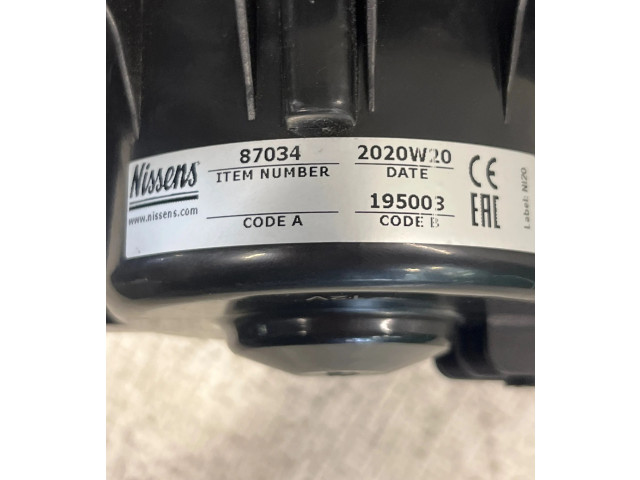 Nissens
www.nissens.com
87034
ITEM NUMBER
CODE A
2020W20
DATE
195003
CODE B
CE
EAC
Label: NI20